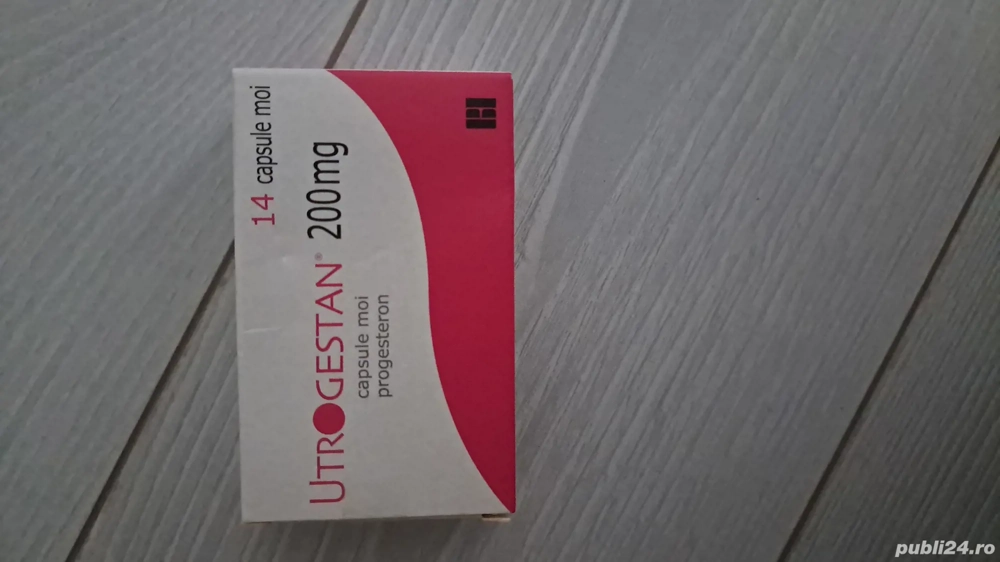 14 capsule moi
UTROGESTAN® 200mg
capsule moi
progesteron
publi24.ro